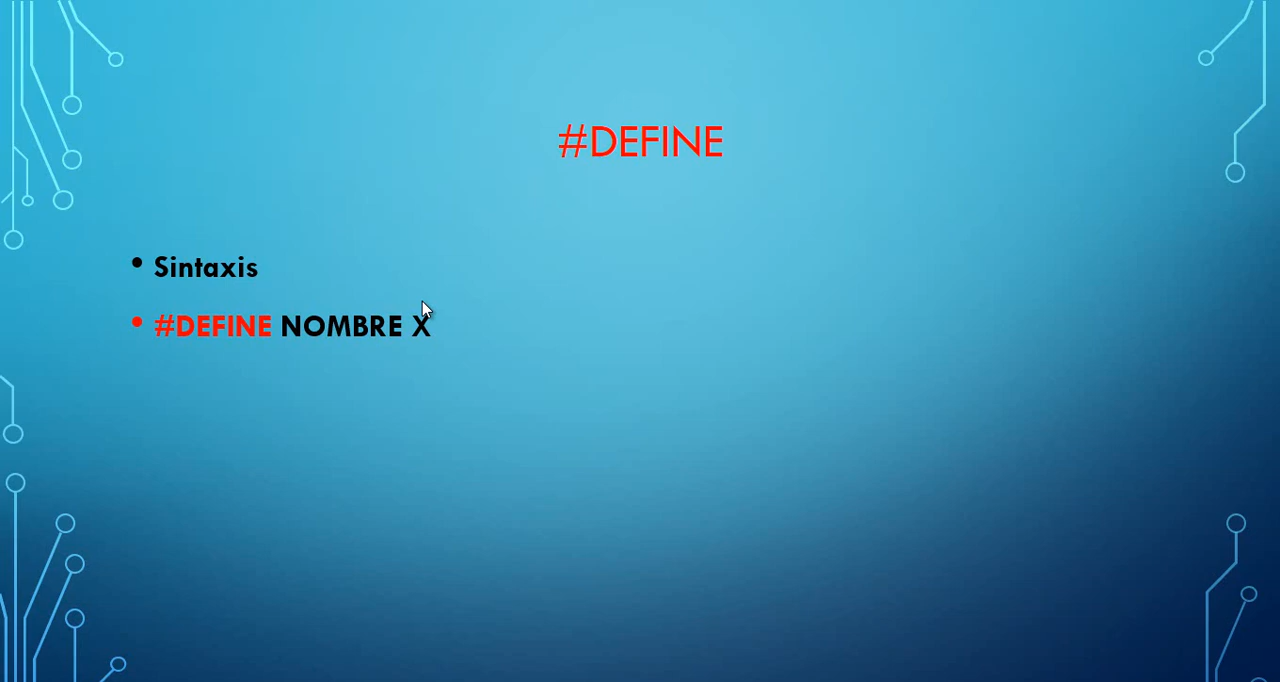 #DEFINE
• Sintaxis
• #DEFINE NOMBRE X